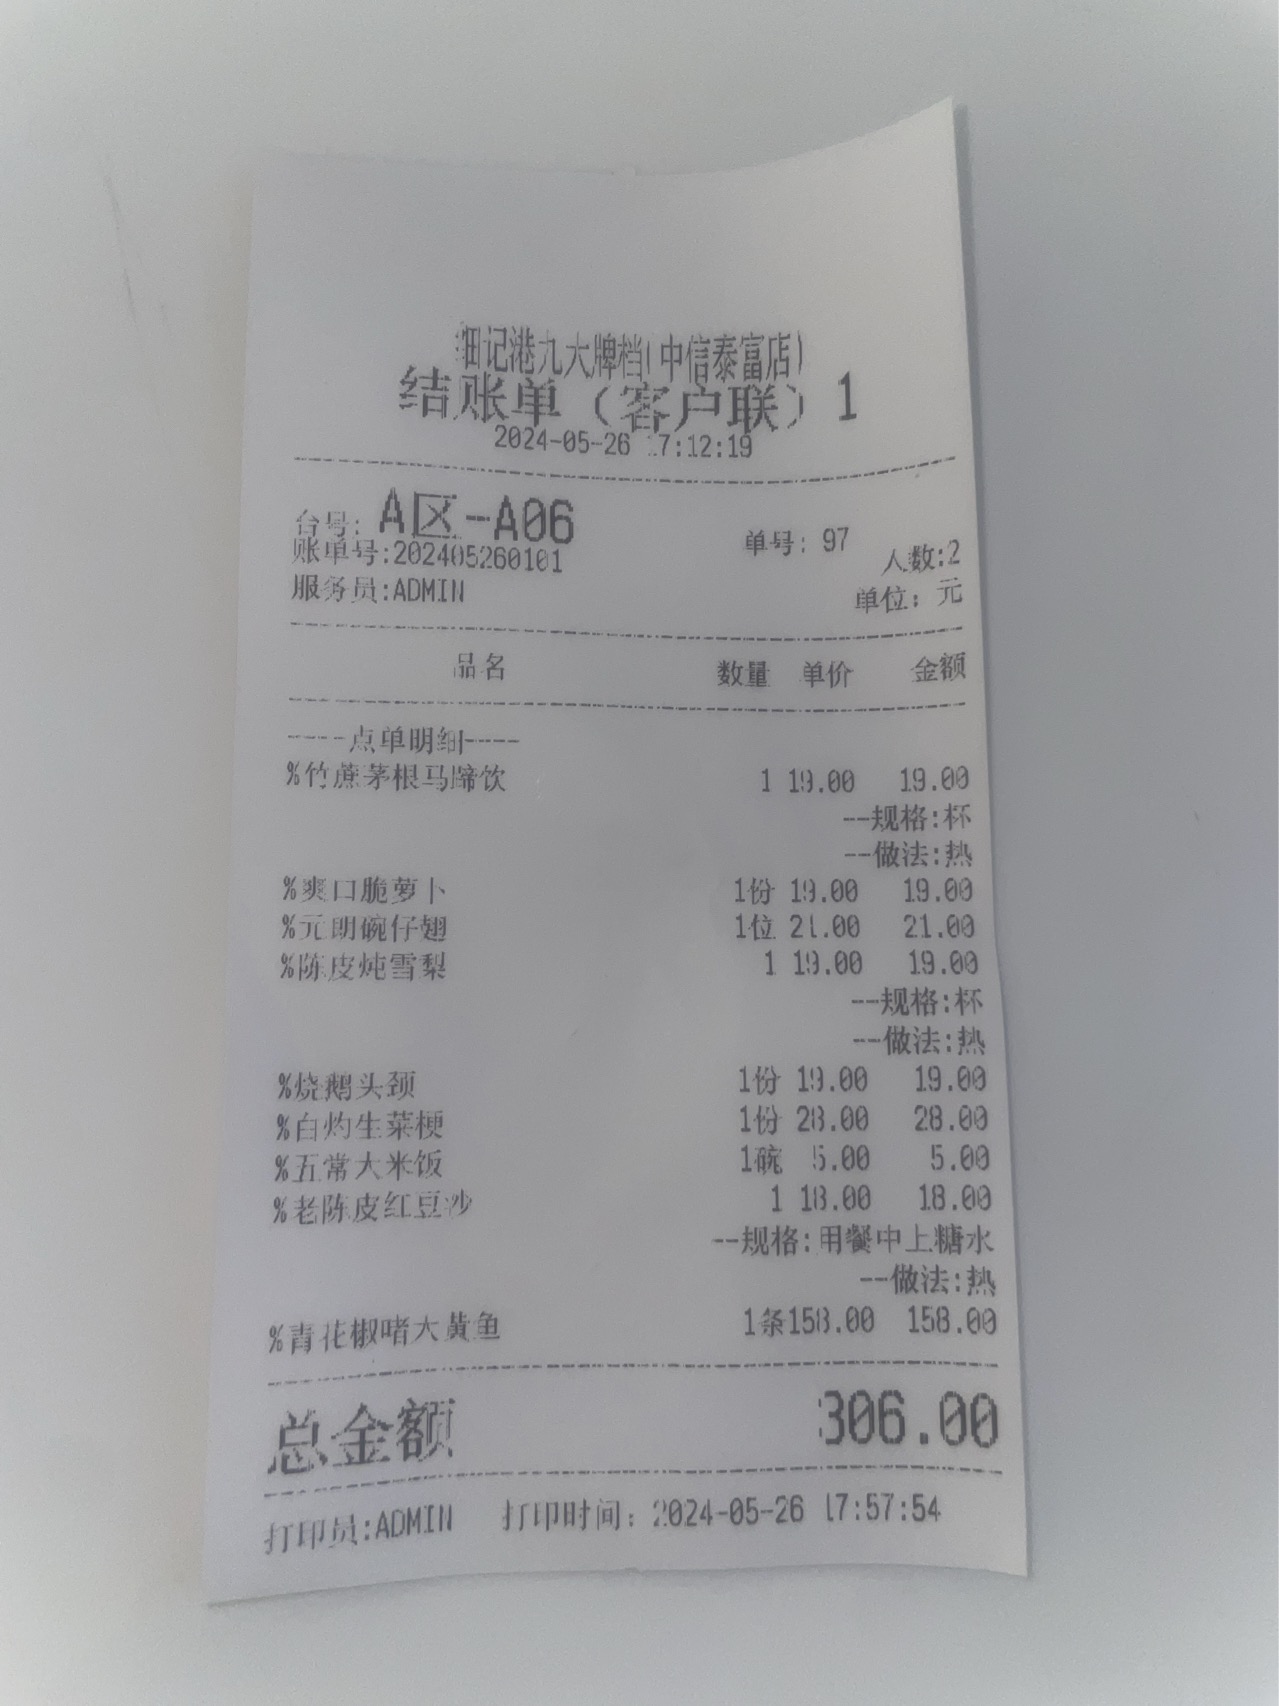 细记港九大牌档(中信泰富店)
结账单（客户联）1
2024-05-26 17:12:19
台号: A区-A06 单号: 97
账单号:202405260101 人数:2
服务员:ADMIN 单位: 元
品名 数量 单价 金额
----点单明细----
%竹蔗茅根马蹄饮 1 19.00 19.00
--规格:杯
--做法:热
%爽口脆萝卜 1份 19.00 19.00
%元朗碗仔翅 1位 21.00 21.00
%陈皮炖雪梨 1 19.00 19.00
--规格:杯
--做法:热
%烧鹅头颈 1份 19.00 19.00
%白灼生菜梗 1份 28.00 28.00
%五常大米饭 1碗 5.00 5.00
%老陈皮红豆沙 1 18.00 18.00
--规格:用餐中上糖水
--做法:热
%青花椒啫大黄鱼 1条158.00 158.00
总金额 306.00
打印员:ADMIN 打印时间: 2024-05-26 17:57:54